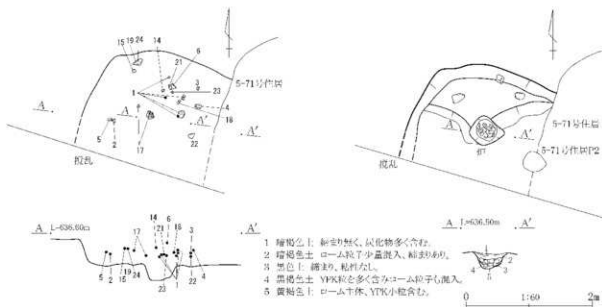 15 19 24
14
6
21
3
23
1
4
16
22
17
5
2
A
A'
A
A'
5-71号住居
撹乱
A
A'
5-71号住居
5-71号住居P2
炉
撹乱
A L=636.60m
A'
5 2
15 19 24
17
14 21 6
16
3
23
22
4
A L=636.50m
A'
2
4 5 3
1 暗褐色土 締まり無く、炭化物多く含む。
2 暗褐色土 ローム粒子少量混入、締まりあり。
3 黒色土 締まり、粘性なし。
4 黒褐色土 YPK粒を多く含みローム粒子も混入。
5 黄褐色土 ローム主体、YPK小粒含む。
0 1:60 2m